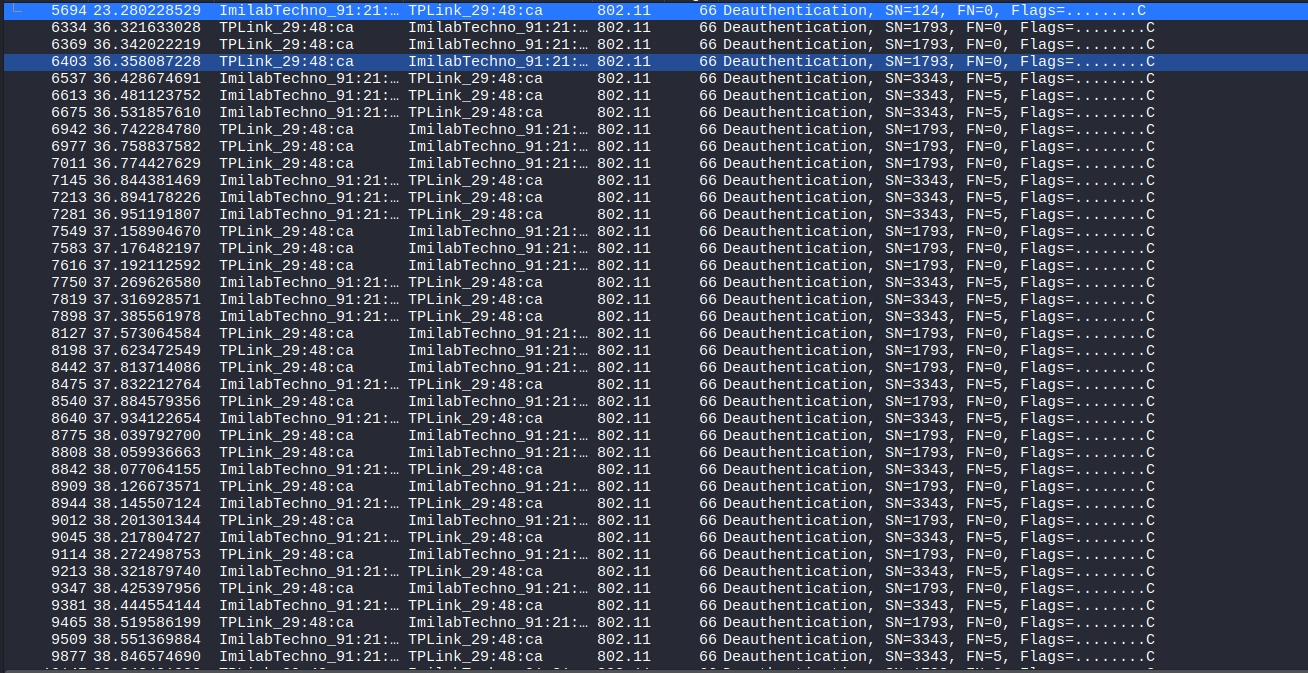 5694 23.280228529 ImilabTechno_91:21:… TPLink_29:48:ca 802.11 66 Deauthentication, SN=124, FN=0, Flags=........C
6334 36.321633028 TPLink_29:48:ca ImilabTechno_91:21:… 802.11 66 Deauthentication, SN=1793, FN=0, Flags=........C
6369 36.342022219 TPLink_29:48:ca ImilabTechno_91:21:… 802.11 66 Deauthentication, SN=1793, FN=0, Flags=........C
6403 36.358087228 TPLink_29:48:ca ImilabTechno_91:21:… 802.11 66 Deauthentication, SN=1793, FN=0, Flags=........C
6537 36.428674691 ImilabTechno_91:21:… TPLink_29:48:ca 802.11 66 Deauthentication, SN=3343, FN=5, Flags=........C
6613 36.481123752 ImilabTechno_91:21:… TPLink_29:48:ca 802.11 66 Deauthentication, SN=3343, FN=5, Flags=........C
6675 36.531857610 ImilabTechno_91:21:… TPLink_29:48:ca 802.11 66 Deauthentication, SN=3343, FN=5, Flags=........C
6942 36.742284780 TPLink_29:48:ca ImilabTechno_91:21:… 802.11 66 Deauthentication, SN=1793, FN=0, Flags=........C
6977 36.758837582 TPLink_29:48:ca ImilabTechno_91:21:… 802.11 66 Deauthentication, SN=1793, FN=0, Flags=........C
7011 36.774427629 TPLink_29:48:ca ImilabTechno_91:21:… 802.11 66 Deauthentication, SN=1793, FN=0, Flags=........C
7145 36.844381469 ImilabTechno_91:21:… TPLink_29:48:ca 802.11 66 Deauthentication, SN=3343, FN=5, Flags=........C
7213 36.894178226 ImilabTechno_91:21:… TPLink_29:48:ca 802.11 66 Deauthentication, SN=3343, FN=5, Flags=........C
7281 36.951191807 ImilabTechno_91:21:… TPLink_29:48:ca 802.11 66 Deauthentication, SN=3343, FN=5, Flags=........C
7549 37.158904670 TPLink_29:48:ca ImilabTechno_91:21:… 802.11 66 Deauthentication, SN=1793, FN=0, Flags=........C
7583 37.176482197 TPLink_29:48:ca ImilabTechno_91:21:… 802.11 66 Deauthentication, SN=1793, FN=0, Flags=........C
7616 37.192112592 TPLink_29:48:ca ImilabTechno_91:21:… 802.11 66 Deauthentication, SN=1793, FN=0, Flags=........C
7750 37.269626580 ImilabTechno_91:21:… TPLink_29:48:ca 802.11 66 Deauthentication, SN=3343, FN=5, Flags=........C
7819 37.316928571 ImilabTechno_91:21:… TPLink_29:48:ca 802.11 66 Deauthentication, SN=3343, FN=5, Flags=........C
7898 37.385561978 ImilabTechno_91:21:… TPLink_29:48:ca 802.11 66 Deauthentication, SN=3343, FN=5, Flags=........C
8127 37.573064584 TPLink_29:48:ca ImilabTechno_91:21:… 802.11 66 Deauthentication, SN=1793, FN=0, Flags=........C
8198 37.623472549 TPLink_29:48:ca ImilabTechno_91:21:… 802.11 66 Deauthentication, SN=1793, FN=0, Flags=........C
8442 37.813714086 TPLink_29:48:ca ImilabTechno_91:21:… 802.11 66 Deauthentication, SN=1793, FN=0, Flags=........C
8475 37.832212764 ImilabTechno_91:21:… TPLink_29:48:ca 802.11 66 Deauthentication, SN=3343, FN=5, Flags=........C
8540 37.884579356 TPLink_29:48:ca ImilabTechno_91:21:… 802.11 66 Deauthentication, SN=1793, FN=0, Flags=........C
8640 37.934122654 ImilabTechno_91:21:… TPLink_29:48:ca 802.11 66 Deauthentication, SN=3343, FN=5, Flags=........C
8775 38.039792700 TPLink_29:48:ca ImilabTechno_91:21:… 802.11 66 Deauthentication, SN=1793, FN=0, Flags=........C
8808 38.059936663 TPLink_29:48:ca ImilabTechno_91:21:… 802.11 66 Deauthentication, SN=1793, FN=0, Flags=........C
8842 38.077064155 ImilabTechno_91:21:… TPLink_29:48:ca 802.11 66 Deauthentication, SN=3343, FN=5, Flags=........C
8909 38.126673571 TPLink_29:48:ca ImilabTechno_91:21:… 802.11 66 Deauthentication, SN=1793, FN=0, Flags=........C
8944 38.145507124 ImilabTechno_91:21:… TPLink_29:48:ca 802.11 66 Deauthentication, SN=3343, FN=5, Flags=........C
9012 38.201301344 TPLink_29:48:ca ImilabTechno_91:21:… 802.11 66 Deauthentication, SN=1793, FN=0, Flags=........C
9045 38.217804727 ImilabTechno_91:21:… TPLink_29:48:ca 802.11 66 Deauthentication, SN=3343, FN=5, Flags=........C
9114 38.272498753 TPLink_29:48:ca ImilabTechno_91:21:… 802.11 66 Deauthentication, SN=1793, FN=0, Flags=........C
9213 38.321879740 ImilabTechno_91:21:… TPLink_29:48:ca 802.11 66 Deauthentication, SN=3343, FN=5, Flags=........C
9347 38.425397956 TPLink_29:48:ca ImilabTechno_91:21:… 802.11 66 Deauthentication, SN=1793, FN=0, Flags=........C
9381 38.444554144 ImilabTechno_91:21:… TPLink_29:48:ca 802.11 66 Deauthentication, SN=3343, FN=5, Flags=........C
9465 38.519586199 TPLink_29:48:ca ImilabTechno_91:21:… 802.11 66 Deauthentication, SN=1793, FN=0, Flags=........C
9509 38.551369884 ImilabTechno_91:21:… TPLink_29:48:ca 802.11 66 Deauthentication, SN=3343, FN=5, Flags=........C
9877 38.846574690 ImilabTechno_91:21:… TPLink_29:48:ca 802.11 66 Deauthentication, SN=3343, FN=5, Flags=........C